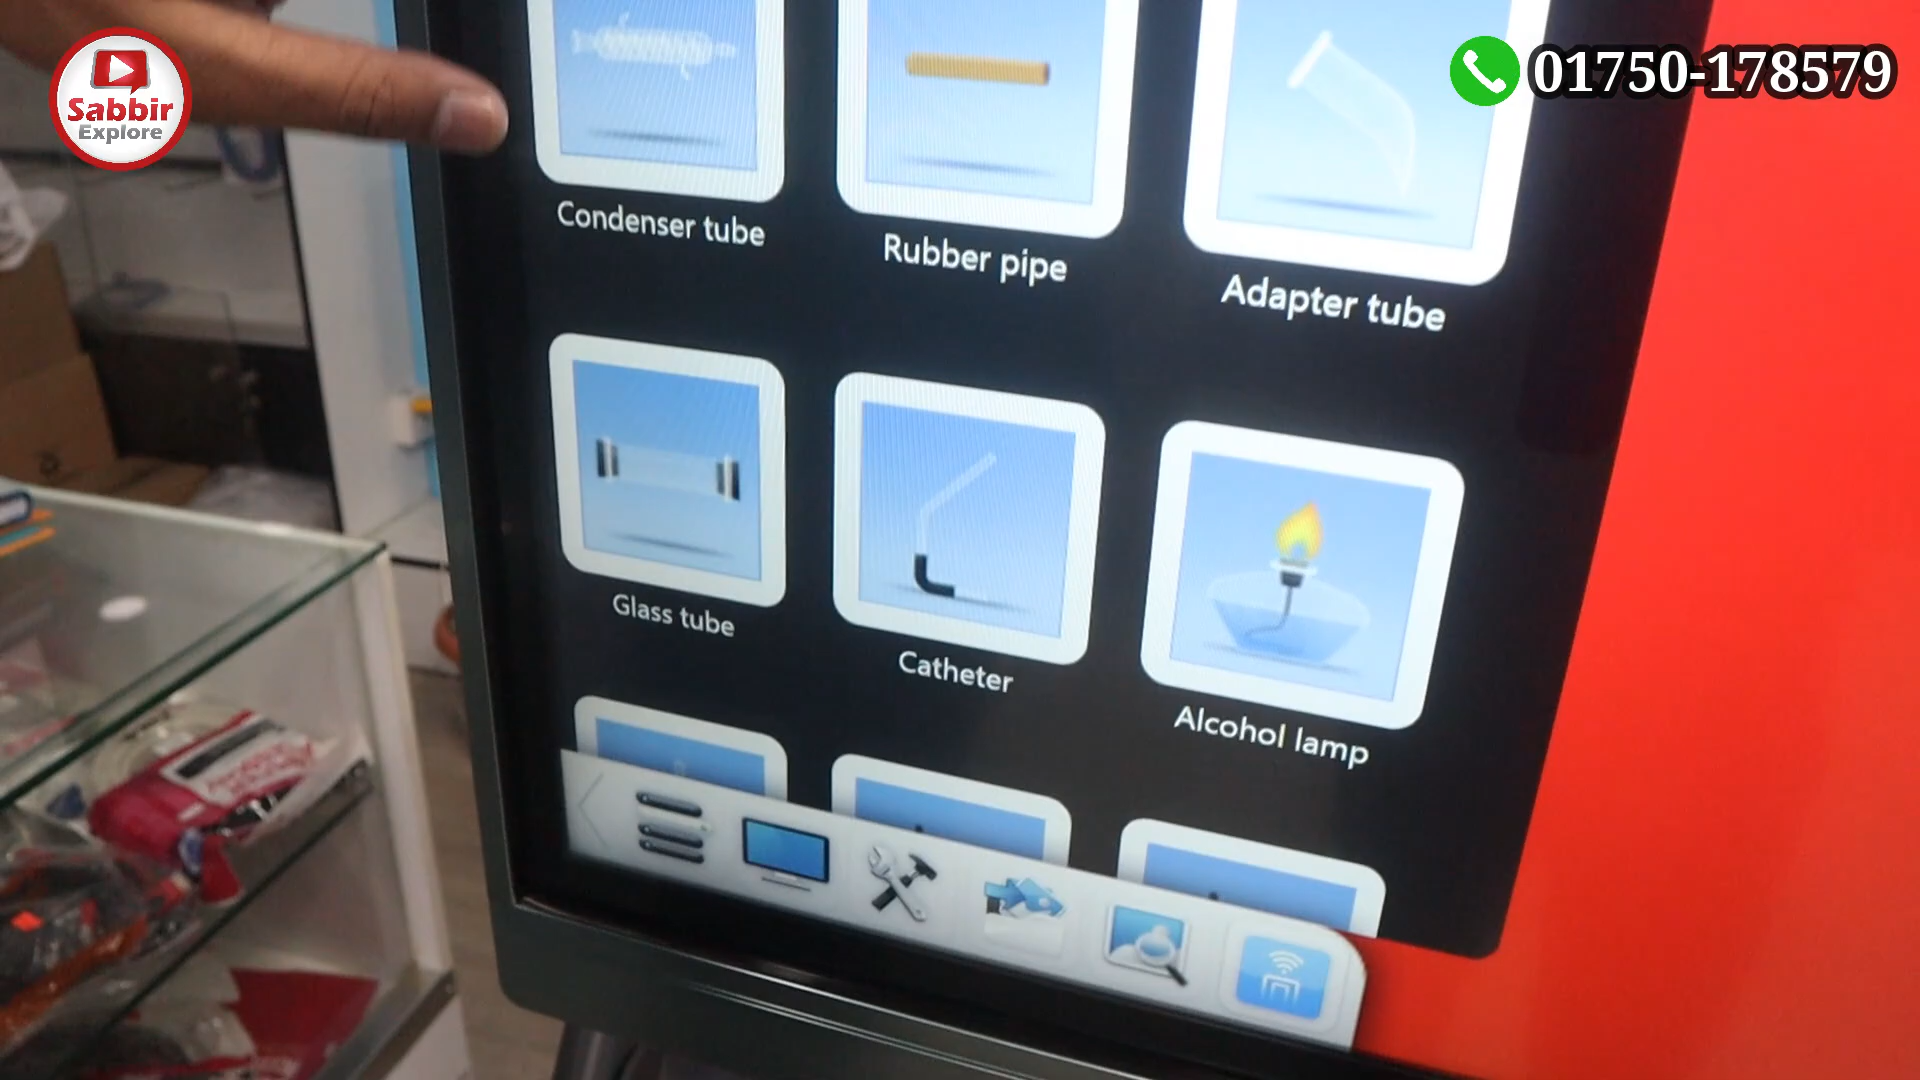 Sabbir
Explore
01750-178579
Condenser tube
Rubber pipe
Adapter tube
Glass tube
Catheter
Alcohol lamp